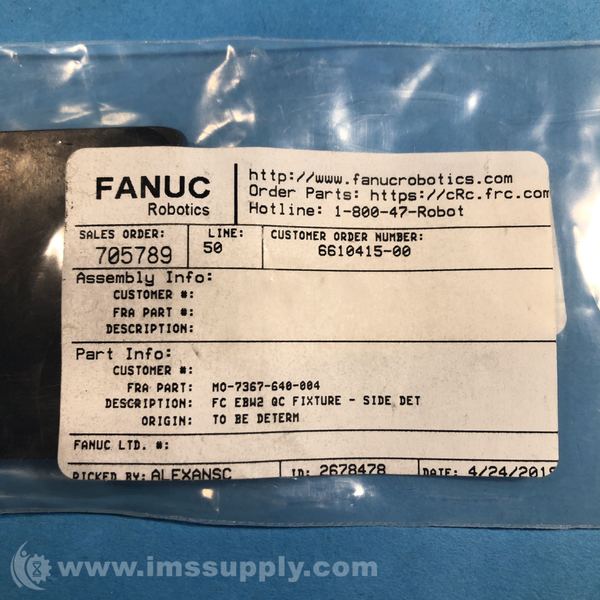 FANUC
Robotics
http://www.fanucrobotics.com
Order Parts: https://cRc.frc.com
Hotline: 1-800-47-Robot
SALES ORDER: 705789
LINE: 50
CUSTOMER ORDER NUMBER: 6610415-00
Assembly Info:
CUSTOMER #:
FRA PART #:
DESCRIPTION:
Part Info:
CUSTOMER #:
FRA PART: MO-7367-640-004
DESCRIPTION: FC EBW2 QC FIXTURE - SIDE DET
ORIGIN: TO BE DETERM
FANUC LTD. #:
PICKED BY: ALEXANSC ID: 2678478 DATE: 4/24/2019
www.imssupply.com